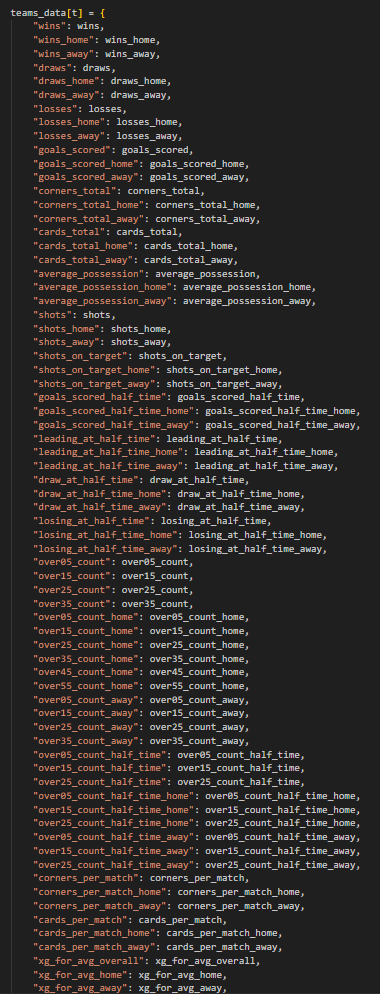 teams_data[t] = {
"wins": wins,
"wins_home": wins_home,
"wins_away": wins_away,
"draws": draws,
"draws_home": draws_home,
"draws_away": draws_away,
"losses": losses,
"losses_home": losses_home,
"losses_away": losses_away,
"goals_scored": goals_scored,
"goals_scored_home": goals_scored_home,
"goals_scored_away": goals_scored_away,
"corners_total": corners_total,
"corners_total_home": corners_total_home,
"corners_total_away": corners_total_away,
"cards_total": cards_total,
"cards_total_home": cards_total_home,
"cards_total_away": cards_total_away,
"average_possession": average_possession,
"average_possession_home": average_possession_home,
"average_possession_away": average_possession_away,
"shots": shots,
"shots_home": shots_home,
"shots_away": shots_away,
"shots_on_target": shots_on_target,
"shots_on_target_home": shots_on_target_home,
"shots_on_target_away": shots_on_target_away,
"goals_scored_half_time": goals_scored_half_time,
"goals_scored_half_time_home": goals_scored_half_time_home,
"goals_scored_half_time_away": goals_scored_half_time_away,
"leading_at_half_time": leading_at_half_time,
"leading_at_half_time_home": leading_at_half_time_home,
"leading_at_half_time_away": leading_at_half_time_away,
"draw_at_half_time": draw_at_half_time,
"draw_at_half_time_home": draw_at_half_time_home,
"draw_at_half_time_away": draw_at_half_time_away,
"losing_at_half_time": losing_at_half_time,
"losing_at_half_time_home": losing_at_half_time_home,
"losing_at_half_time_away": losing_at_half_time_away,
"over05_count": over05_count,
"over15_count": over15_count,
"over25_count": over25_count,
"over35_count": over35_count,
"over05_count_home": over05_count_home,
"over15_count_home": over15_count_home,
"over25_count_home": over25_count_home,
"over35_count_home": over35_count_home,
"over45_count_home": over45_count_home,
"over55_count_home": over55_count_home,
"over05_count_away": over05_count_away,
"over15_count_away": over15_count_away,
"over25_count_away": over25_count_away,
"over35_count_away": over35_count_away,
"over05_count_half_time": over05_count_half_time,
"over15_count_half_time": over15_count_half_time,
"over25_count_half_time": over25_count_half_time,
"over05_count_half_time_home": over05_count_half_time_home,
"over15_count_half_time_home": over15_count_half_time_home,
"over25_count_half_time_home": over25_count_half_time_home,
"over05_count_half_time_away": over05_count_half_time_away,
"over15_count_half_time_away": over15_count_half_time_away,
"over25_count_half_time_away": over25_count_half_time_away,
"corners_per_match": corners_per_match,
"corners_per_match_home": corners_per_match_home,
"corners_per_match_away": corners_per_match_away,
"cards_per_match": cards_per_match,
"cards_per_match_home": cards_per_match_home,
"cards_per_match_away": cards_per_match_away,
"xg_for_avg_overall": xg_for_avg_overall,
"xg_for_avg_home": xg_for_avg_home,
"xg_for_avg_away": xg_for_avg_away,